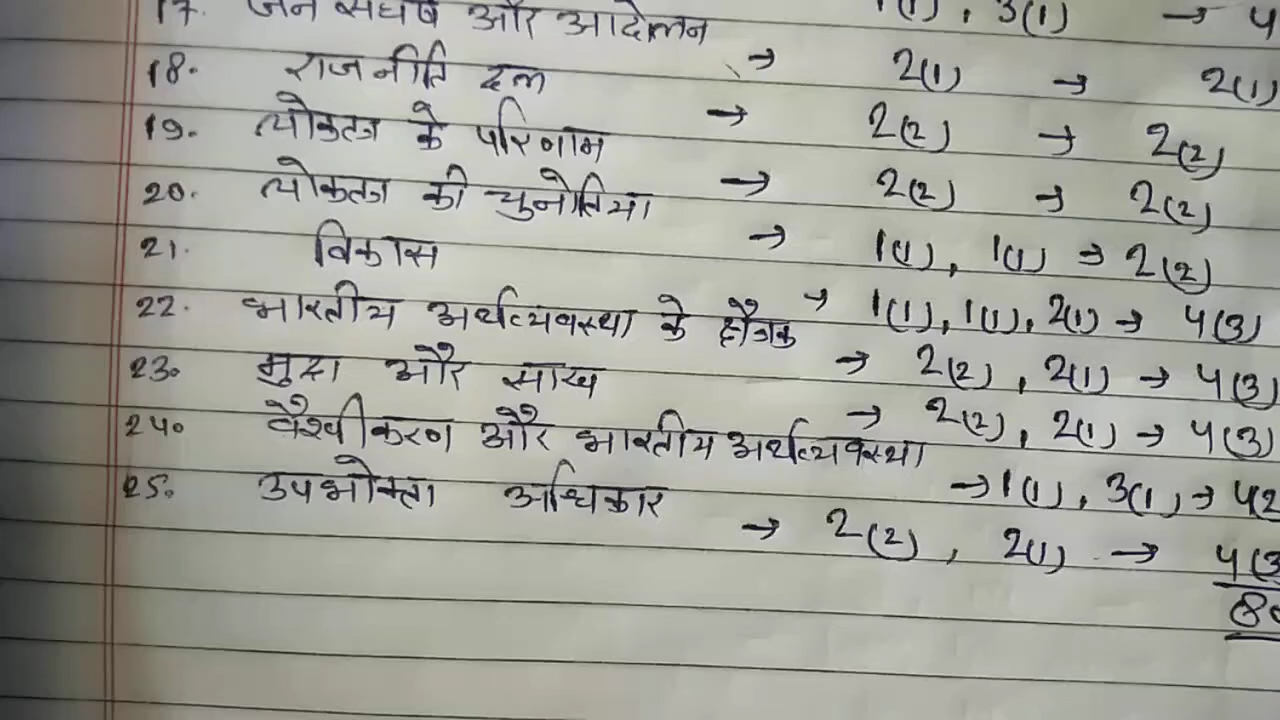 17. जन संघर्ष और आंदोलन 1(1), 3(1) → 4
18. राजनीति दल → 2(1) → 2(1)
19. लोकतंत्र के परिणाम → 2(2) → 2(2)
20. लोकतंत्र की चुनोतिया → 2(2) → 2(2)
21. विकास → 1(1), 1(1) → 2(2)
22. भारतीय अर्थव्यवस्था के क्षैत्रक → 1(1), 1(1), 2(1) → 4(3)
23. मुद्रा और साख → 2(2), 2(1) → 4(3)
24. वैश्वीकरण और भारतीय अर्थव्यवस्था → 2(2), 2(1) → 4(3)
25. उपभोक्ता अधिकार → 1(1), 3(1) → 4(2
→ 2(2), 2(1) → 4(3
8